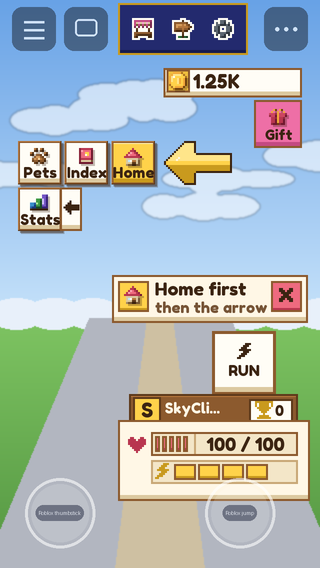 1.25K
Gift
Pets
Index
Home
Stats
Home first
then the arrow
RUN
S
SkyCli...
0
100 / 100
Roblox thumbstick
Roblox jump